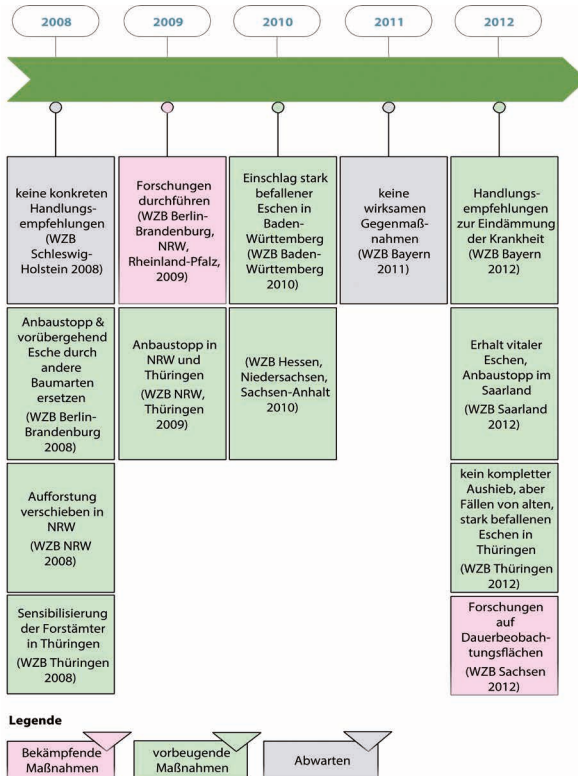 2008
2009
2010
2011
2012
keine konkreten
Handlungs-
empfehlungen
(WZB
Schleswig-
Holstein 2008)
Anbaustopp &
vorübergehend
Esche durch
andere
Baumarten
ersetzen
(WZB Berlin-
Brandenburg
2008)
Aufforstung
verschieben in
NRW
(WZB NRW
2008)
Sensibilisierung
der Forstämter
in Thüringen
(WZB Thüringen
2008)
Forschungen
durchführen
(WZB Berlin-
Brandenburg,
NRW,
Rheinland-Pfalz,
2009)
Anbaustopp in
NRW und
Thüringen
(WZB NRW,
Thüringen
2009)
Einschlag stark
befallener
Eschen in
Baden-
Württemberg
(WZB Baden-
Württemberg
2010)
(WZB Hessen,
Niedersachsen,
Sachsen-Anhalt
2010)
keine
wirksamen
Gegenmaß-
nahmen
(WZB Bayern
2011)
Handlungs-
empfehlungen
zur Eindämmung
der Krankheit
(WZB Bayern
2012)
Erhalt vitaler
Eschen,
Anbaustopp im
Saarland
(WZB Saarland
2012)
kein kompletter
Aushieb, aber
Fällen von alten,
stark befallenen
Eschen in
Thüringen
(WZB Thüringen
2012)
Forschungen
auf
Dauerbeobach-
tungsflächen
(WZB Sachsen
2012)
Legende
Bekämpfende
Maßnahmen
vorbeugende
Maßnahmen
Abwarten